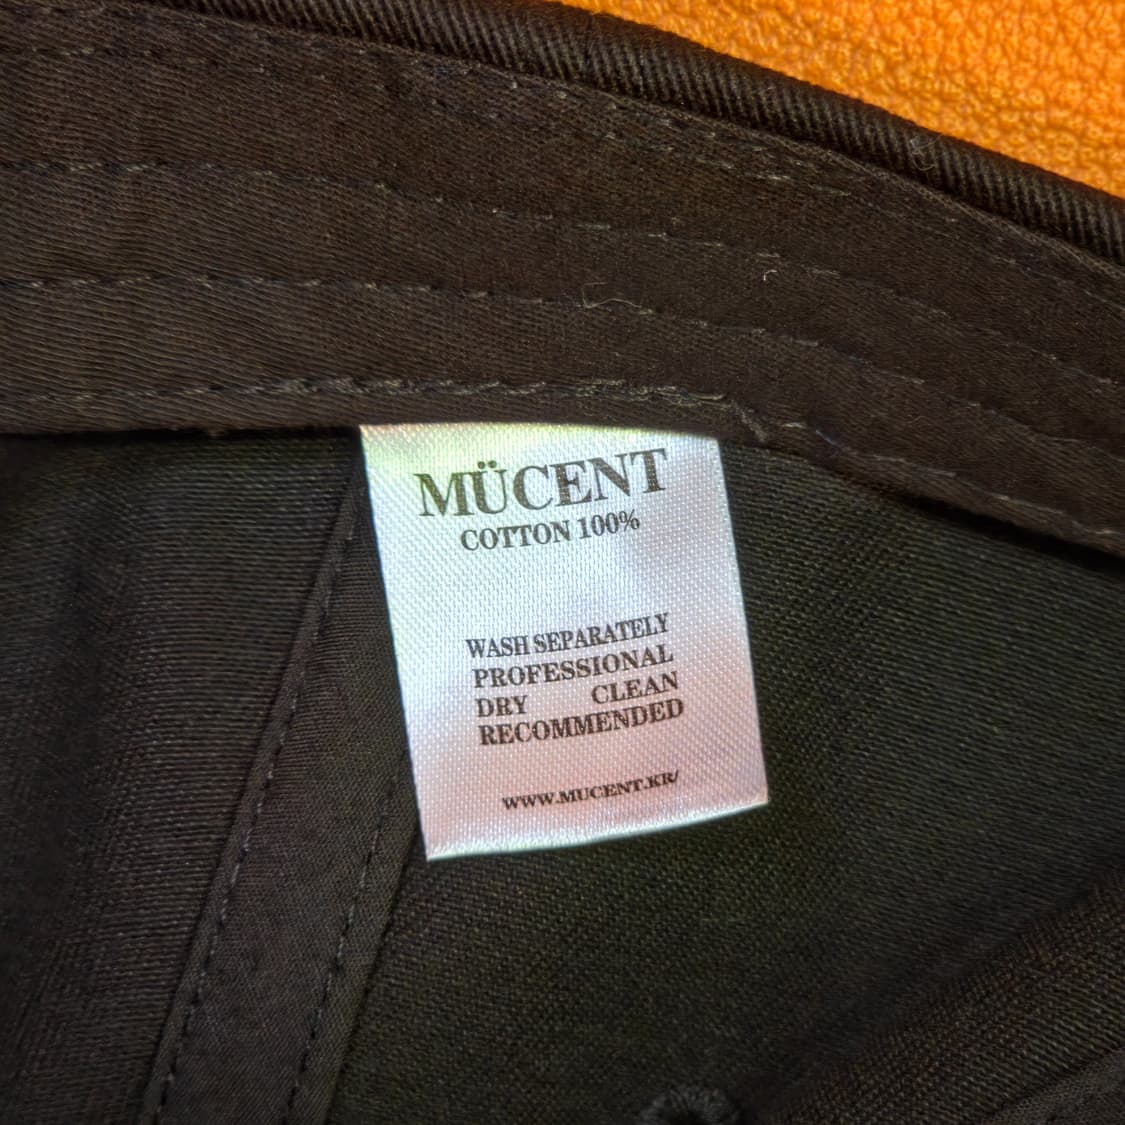 MÜCENT
COTTON 100%
WASH SEPARATELY
PROFESSIONAL
DRY CLEAN
RECOMMENDED
WWW.MUCENT.KR/